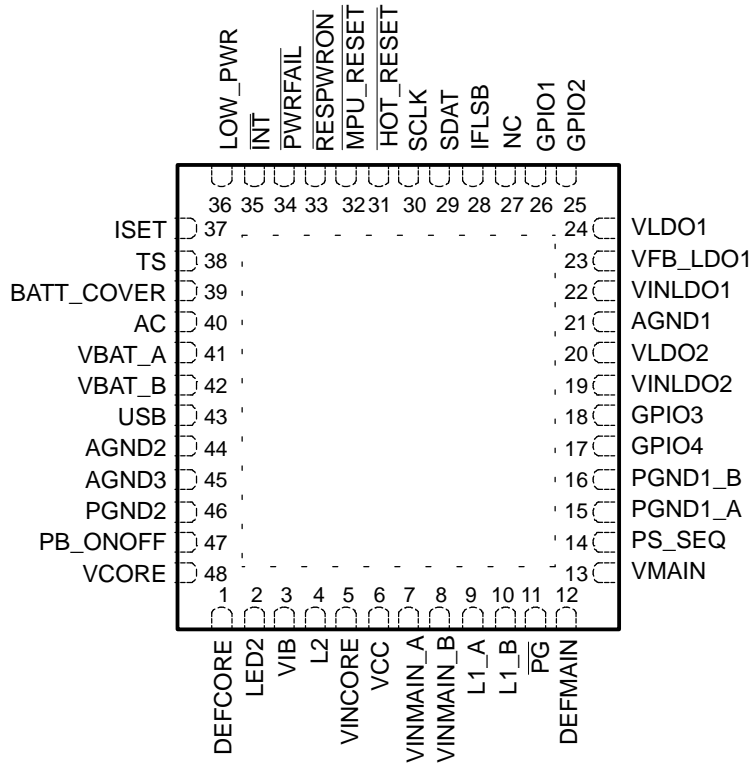 LOW_PWR
INT
PWRFAIL
RESPWRON
MPU_RESET
HOT_RESET
SCLK
SDAT
IFLSB
NC
GPIO1
GPIO2
36 35 34 33 32 31 30 29 28 27 26 25
ISET 37 24 VLDO1
TS 38 23 VFB_LDO1
BATT_COVER 39 22 VINLDO1
AC 40 21 AGND1
VBAT_A 41 20 VLDO2
VBAT_B 42 19 VINLDO2
USB 43 18 GPIO3
AGND2 44 17 GPIO4
AGND3 45 16 PGND1_B
PGND2 46 15 PGND1_A
PB_ONOFF 47 14 PS_SEQ
VCORE 48 13 VMAIN
1 2 3 4 5 6 7 8 9 10 11 12
DEFCORE
LED2
VIB
L2
VINCORE
VCC
VINMAIN_A
VINMAIN_B
L1_A
L1_B
PG
DEFMAIN